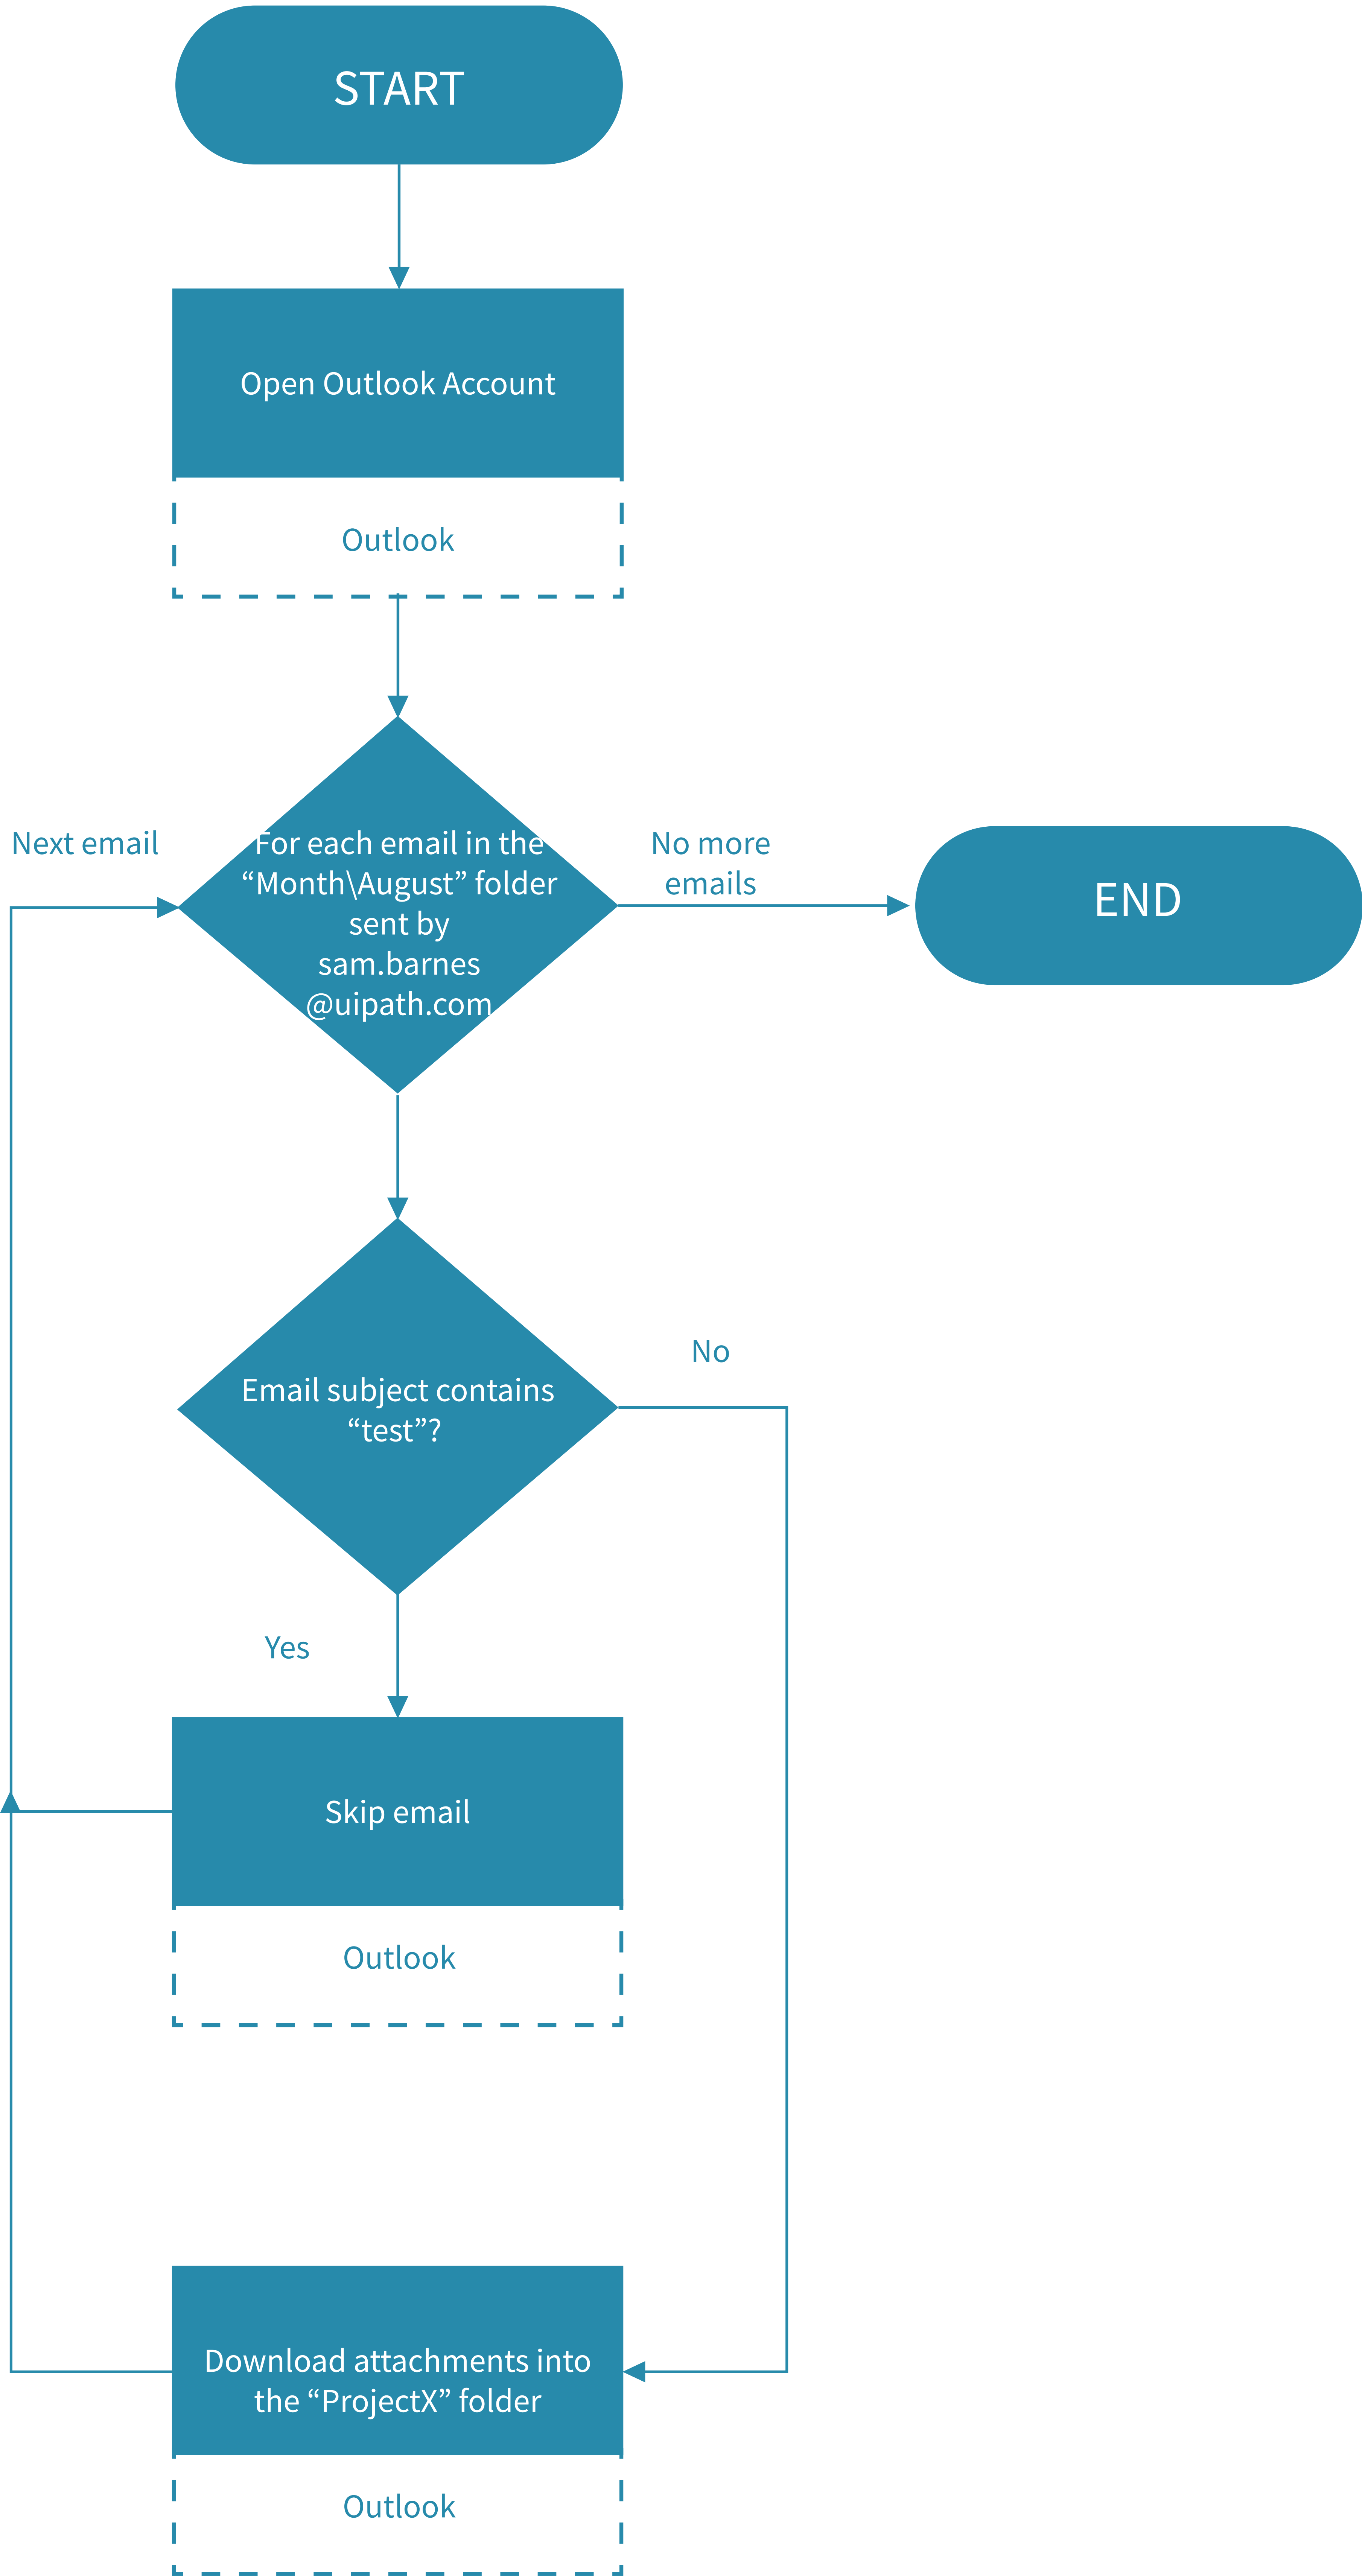 START
Open Outlook Account
Outlook
Next email
For each email in the
“Month\August” folder
sent by
sam.barnes
@uipath.com
No more
emails
END
Email subject contains
“test”?
No
Yes
Skip email
Outlook
Download attachments into
the “ProjectX” folder
Outlook